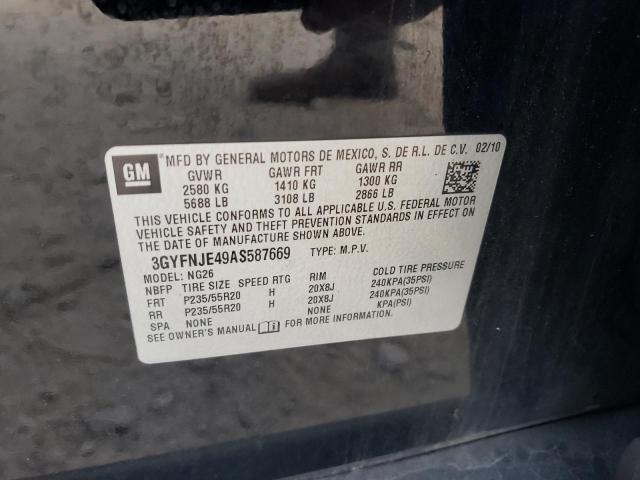 GM
MFD BY GENERAL MOTORS DE MEXICO, S. DE R.L. DE C.V. 02/10
GVWR GAWR FRT GAWR RR
2580 KG 1410 KG 1300 KG
5688 LB 3108 LB 2866 LB
THIS VEHICLE CONFORMS TO ALL APPLICABLE U.S. FEDERAL MOTOR
VEHICLE SAFETY AND THEFT PREVENTION STANDARDS IN EFFECT ON
THE DATE OF MANUFACTURE SHOWN ABOVE.
3GYFNJE49AS587669 TYPE: M.P.V.
MODEL: NG26
NBFP TIRE SIZE SPEED RTG RIM COLD TIRE PRESSURE
FRT P235/55R20 H 20X8J 240KPA(35PSI)
RR P235/55R20 H 20X8J 240KPA(35PSI)
SPA NONE NONE KPA(PSI)
SEE OWNER'S MANUAL FOR MORE INFORMATION.